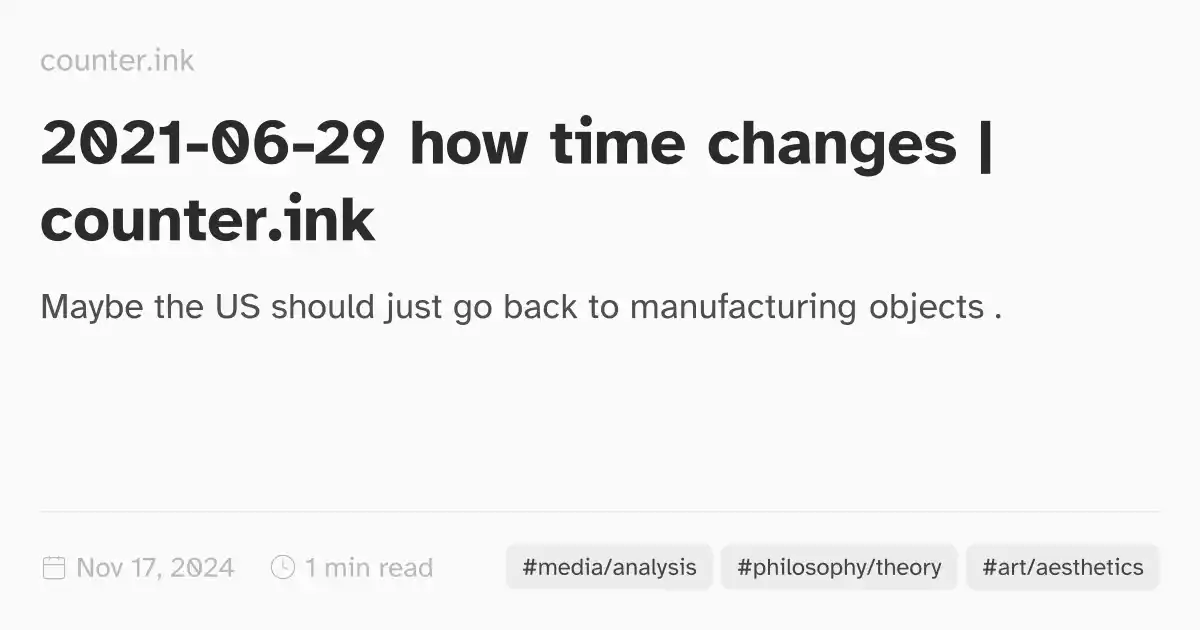 counter.ink
2021-06-29 how time changes |
counter.ink
Maybe the US should just go back to manufacturing objects .
Nov 17, 2024 1 min read #media/analysis #philosophy/theory #art/aesthetics